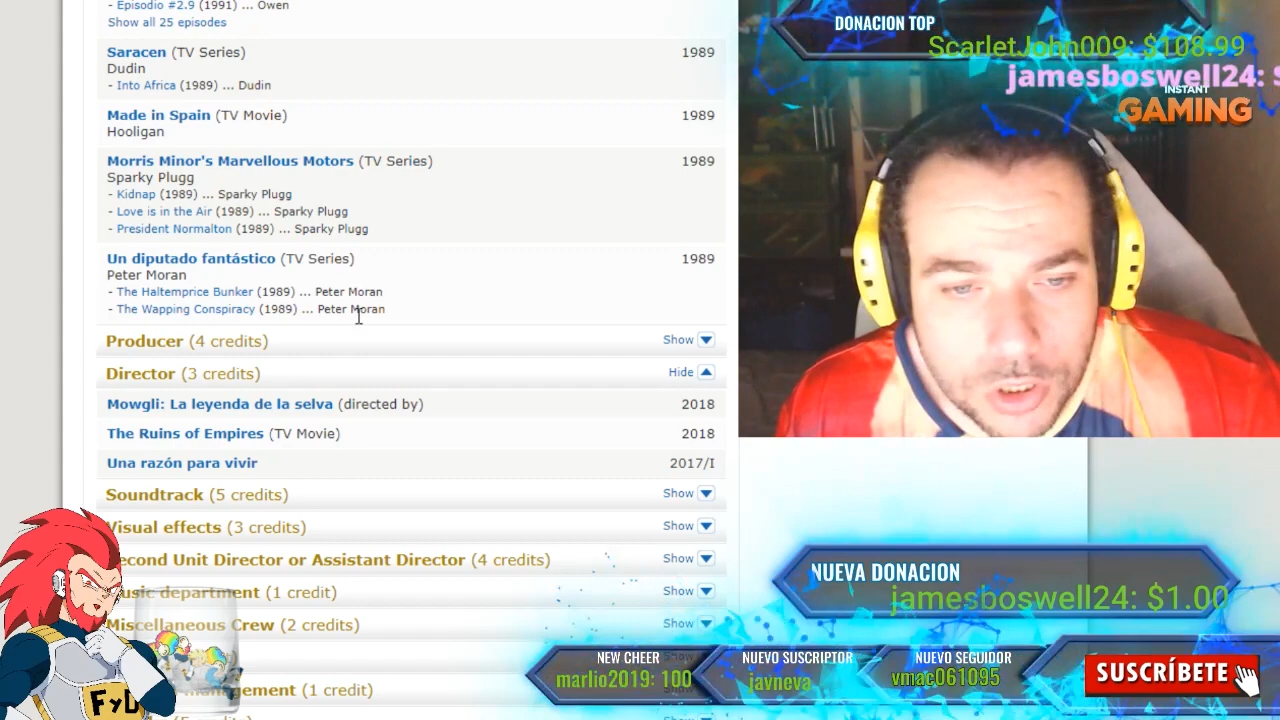 - Episodio #2.9 (1991) ... Owen
Show all 25 episodes
Saracen (TV Series) 1989
Dudin
- Into Africa (1989) ... Dudin
Made in Spain (TV Movie) 1989
Hooligan
Morris Minor's Marvellous Motors (TV Series) 1989
Sparky Plugg
- Kidnap (1989) ... Sparky Plugg
- Love is in the Air (1989) ... Sparky Plugg
- President Normalton (1989) ... Sparky Plugg
Un diputado fantástico (TV Series) 1989
Peter Moran
- The Haltemprice Bunker (1989) ... Peter Moran
- The Wapping Conspiracy (1989) ... Peter Moran
Producer (4 credits) Show
Director (3 credits) Hide
Mowgli: La leyenda de la selva (directed by) 2018
The Ruins of Empires (TV Movie) 2018
Una razón para vivir 2017/I
Soundtrack (5 credits) Show
Visual effects (3 credits) Show
econd Unit Director or Assistant Director (4 credits) Show
usic department (1 credit) Show
Miscellaneous Crew (2 credits) Show
Show
(1 credit)
DONACION TOP
ScarletJohn009: $108.99
jamesboswell24: $
INSTANT
GAMING
NUEVA DONACION
jamesboswell24: $1.00
NEW CHEER
marlio2019: 100
NUEVO SUSCRIPTOR
javneva
NUEVO SEGUIDOR
vmac061095
SUSCRÍBETE
FyD